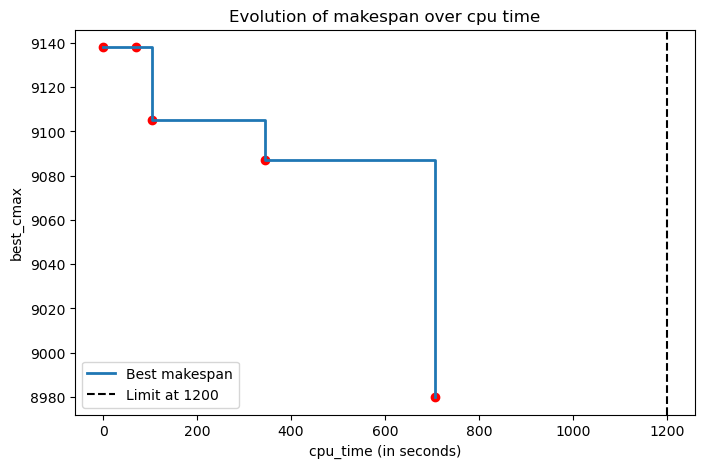 Evolution of makespan over cpu time
best_cmax
9140
9120
9100
9080
9060
9040
9020
9000
8980
Best makespan
Limit at 1200
0 200 400 600 800 1000 1200
cpu_time (in seconds)